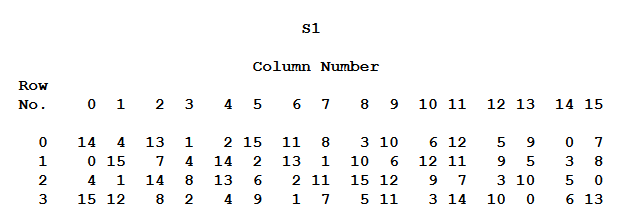 S1
Column Number
Row
No. 0 1 2 3 4 5 6 7 8 9 10 11 12 13 14 15
0 14 4 13 1 2 15 11 8 3 10 6 12 5 9 0 7
1 0 15 7 4 14 2 13 1 10 6 12 11 9 5 3 8
2 4 1 14 8 13 6 2 11 15 12 9 7 3 10 5 0
3 15 12 8 2 4 9 1 7 5 11 3 14 10 0 6 13